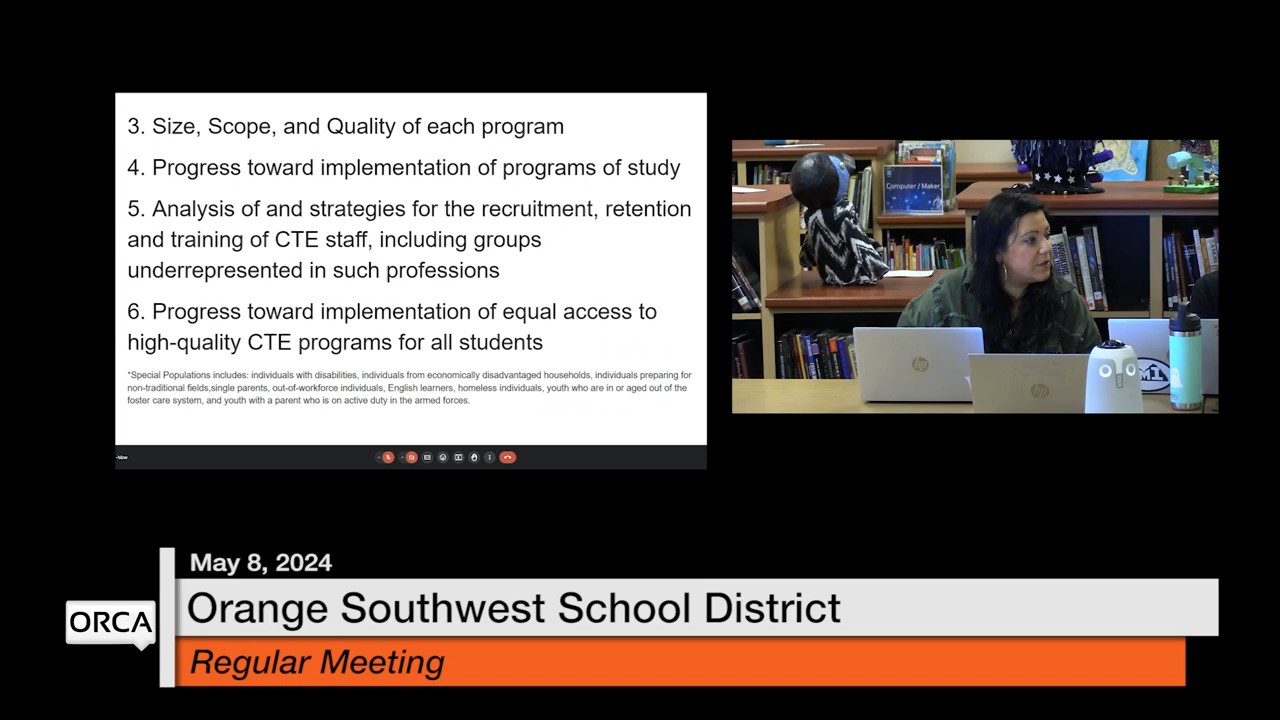 3. Size, Scope, and Quality of each program
4. Progress toward implementation of programs of study
5. Analysis of and strategies for the recruitment, retention
and training of CTE staff, including groups
underrepresented in such professions
6. Progress toward implementation of equal access to
high-quality CTE programs for all students
*Special Populations includes: individuals with disabilities, individuals from economically disadvantaged households, individuals preparing for
non-traditional fields,single parents, out-of-workforce individuals, English learners, homeless individuals, youth who are in or aged out of the
foster care system, and youth with a parent who is on active duty in the armed forces.
Computer / Maker
hp
hp
May 8, 2024
ORCA
Orange Southwest School District
Regular Meeting